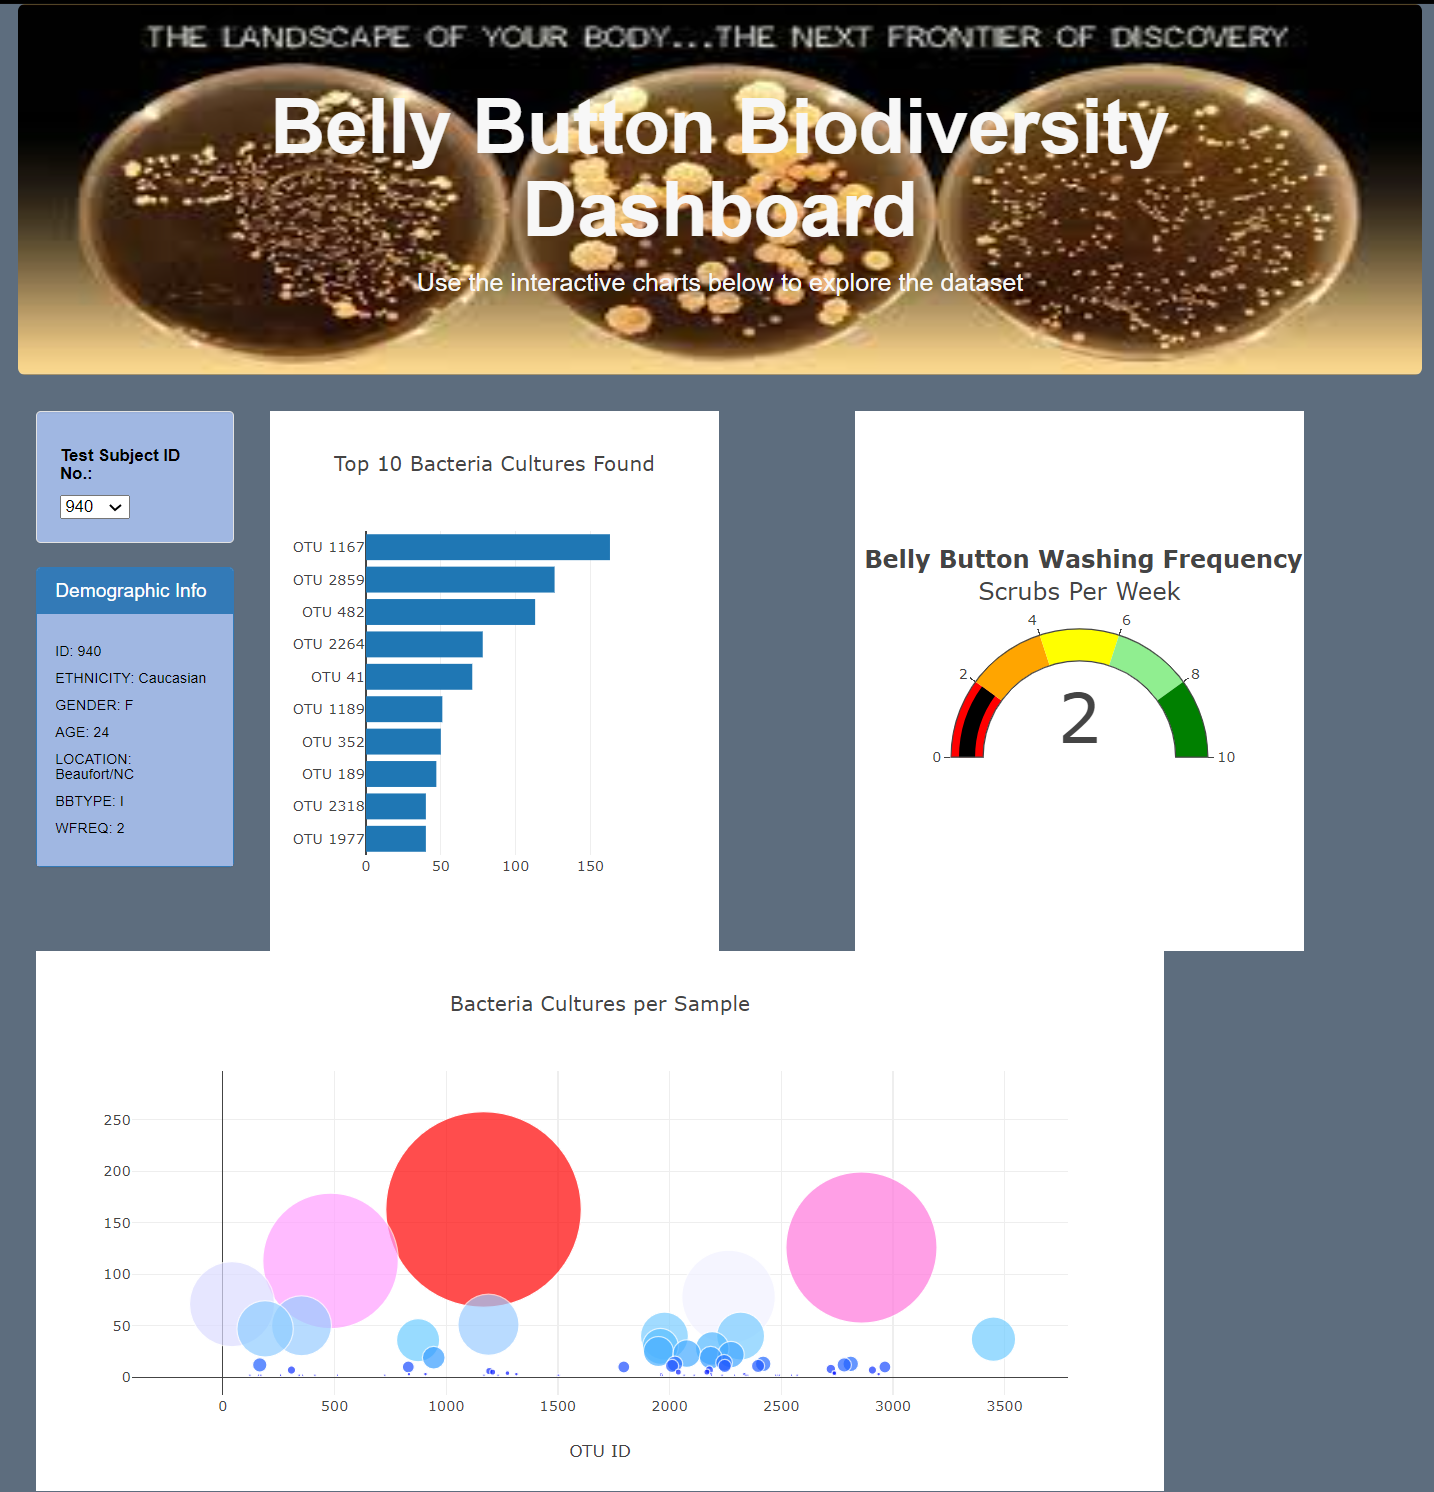 THE LANDSCAPE OF YOUR BODY...THE NEXT FRONTIER OF DISCOVERY
Belly Button Biodiversity
Dashboard
Use the interactive charts below to explore the dataset
Test Subject ID
No.:
940
Demographic Info
ID: 940
ETHNICITY: Caucasian
GENDER: F
AGE: 24
LOCATION:
Beaufort/NC
BBTYPE: I
WFREQ: 2
Top 10 Bacteria Cultures Found
OTU 1167
OTU 2859
OTU 482
OTU 2264
OTU 41
OTU 1189
OTU 352
OTU 189
OTU 2318
OTU 1977
0 50 100 150
Belly Button Washing Frequency
Scrubs Per Week
4 6
2 8
2
0 10
Bacteria Cultures per Sample
250
200
150
100
50
0
0 500 1000 1500 2000 2500 3000 3500
OTU ID